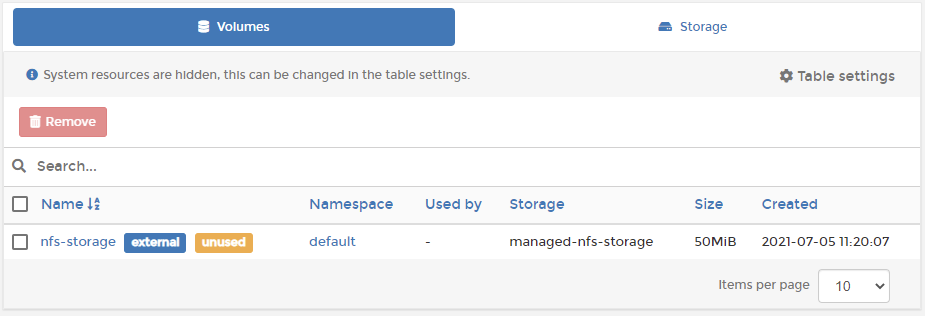 Volumes Storage
System resources are hidden, this can be changed in the table settings. Table settings
Remove
Search...
Name Namespace Used by Storage Size Created
nfs-storage external unused default - managed-nfs-storage 50MiB 2021-07-05 11:20:07
Items per page 10